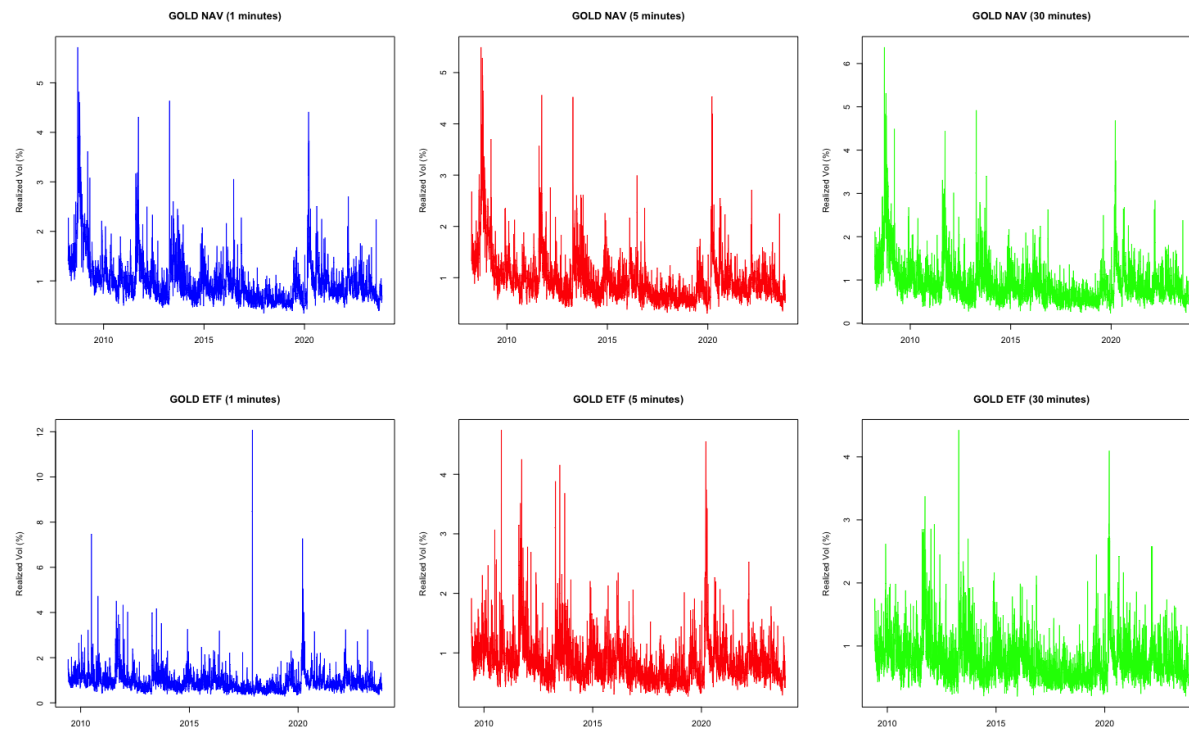 GOLD NAV (1 minutes)
Realized Vol (%)
5
4
3
2
1
2010 2015 2020
GOLD NAV (5 minutes)
Realized Vol (%)
5
4
3
2
1
2010 2015 2020
GOLD NAV (30 minutes)
Realized Vol (%)
6
5
4
3
2
1
0
2010 2015 2020
GOLD ETF (1 minutes)
Realized Vol (%)
12
10
8
6
4
2
0
2010 2015 2020
GOLD ETF (5 minutes)
Realized Vol (%)
4
3
2
1
2010 2015 2020
GOLD ETF (30 minutes)
Realized Vol (%)
4
3
2
1
2010 2015 2020